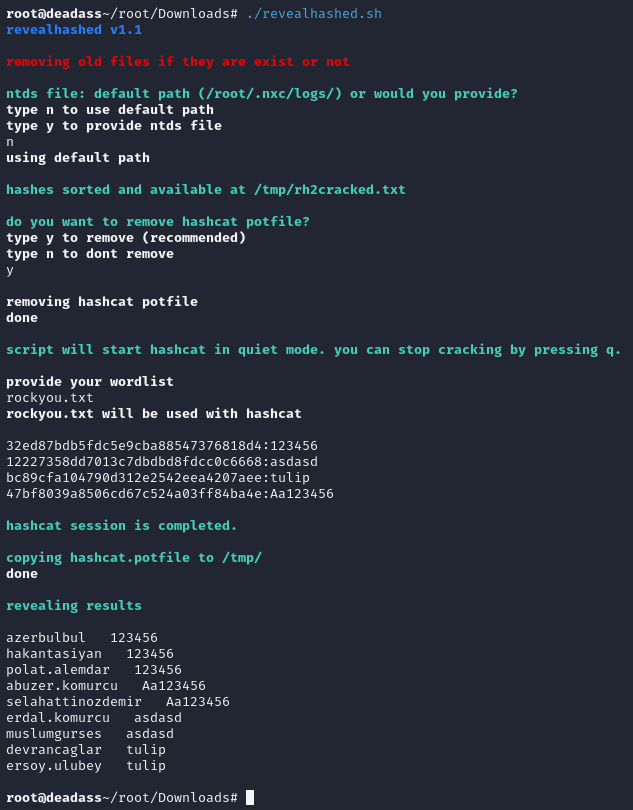 root@deadass~/root/Downloads# ./revealhashed.sh
revealhashed v1.1
removing old files if they are exist or not
ntds file: default path (/root/.nxc/logs/) or would you provide?
type n to use default path
type y to provide ntds file
n
using default path
hashes sorted and available at /tmp/rh2cracked.txt
do you want to remove hashcat potfile?
type y to remove (recommended)
type n to dont remove
y
removing hashcat potfile
done
script will start hashcat in quiet mode. you can stop cracking by pressing q.
provide your wordlist
rockyou.txt
rockyou.txt will be used with hashcat
32ed87bdb5fdc5e9cba88547376818d4:123456
12227358dd7013c7dbdbd8fdcc0c6668:asdasd
bc89cfa104790d312e2542eea4207aee:tulip
47bf8039a8506cd67c524a03ff84ba4e:Aa123456
hashcat session is completed.
copying hashcat.potfile to /tmp/
done
revealing results
azerbulbul   123456
hakantasiyan   123456
polat.alemdar   123456
abuzer.komurcu   Aa123456
selahattinozdemir   Aa123456
erdal.komurcu   asdasd
muslumgurses   asdasd
devrancaglar   tulip
ersoy.ulubey   tulip
root@deadass~/root/Downloads#